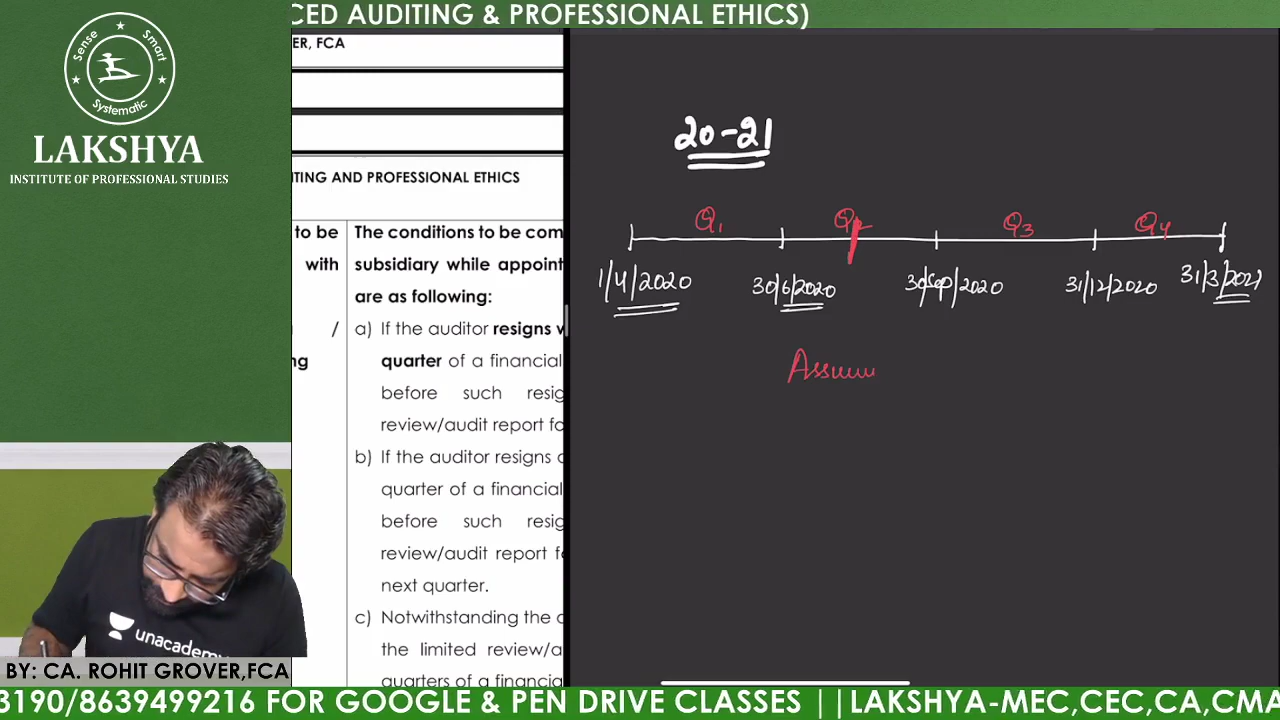 CED AUDITING & PROFESSIONAL ETHICS)
Sense
Smart
Systematic
LAKSHYA
INSTITUTE OF PROFESSIONAL STUDIES
ER, FCA
ITING AND PROFESSIONAL ETHICS
to be
with
/
ng
The conditions to be com
subsidiary while appoint
are as following:
a) If the auditor resigns w
quarter of a financial
before such resig
review/audit report fo
b) If the auditor resigns a
quarter of a financial
before such resig
review/audit report fo
next quarter.
c) Notwithstanding the a
the limited review/a
quarters of a financia
20-21
Q1 Q2 Q3 Q4
1/4/2020 30/6/2020 30/Sep/2020 31/12/2020 31/3/2021
unacademy
BY: CA. ROHIT GROVER,FCA
3190/8639499216 FOR GOOGLE & PEN DRIVE CLASSES ||LAKSHYA-MEC,CEC,CA,CMA